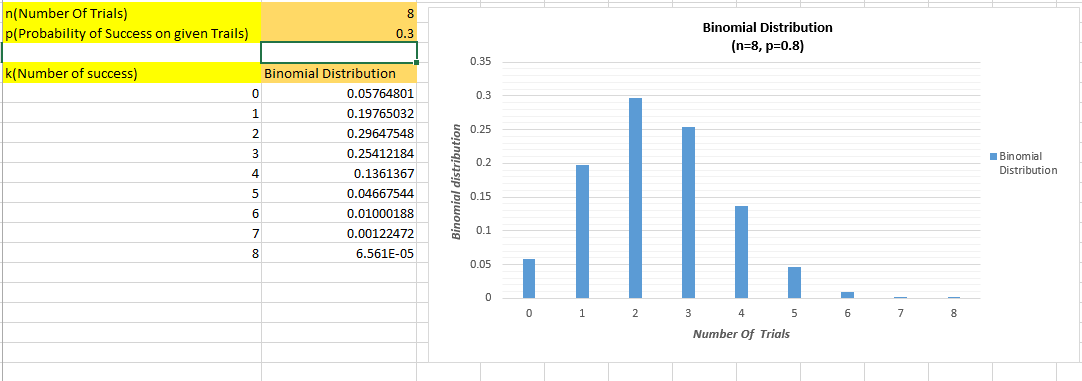 n(Number Of Trials) 8
p(Probability of Success on given Trails) 0.3
k(Number of success) Binomial Distribution
0 0.05764801
1 0.19765032
2 0.29647548
3 0.25412184
4 0.1361367
5 0.04667544
6 0.01000188
7 0.00122472
8 6.561E-05
Binomial Distribution
(n=8, p=0.8)
Binomial distribution
0.35
0.3
0.25
0.2
0.15
0.1
0.05
0
0 1 2 3 4 5 6 7 8
Number Of Trials
Binomial
Distribution